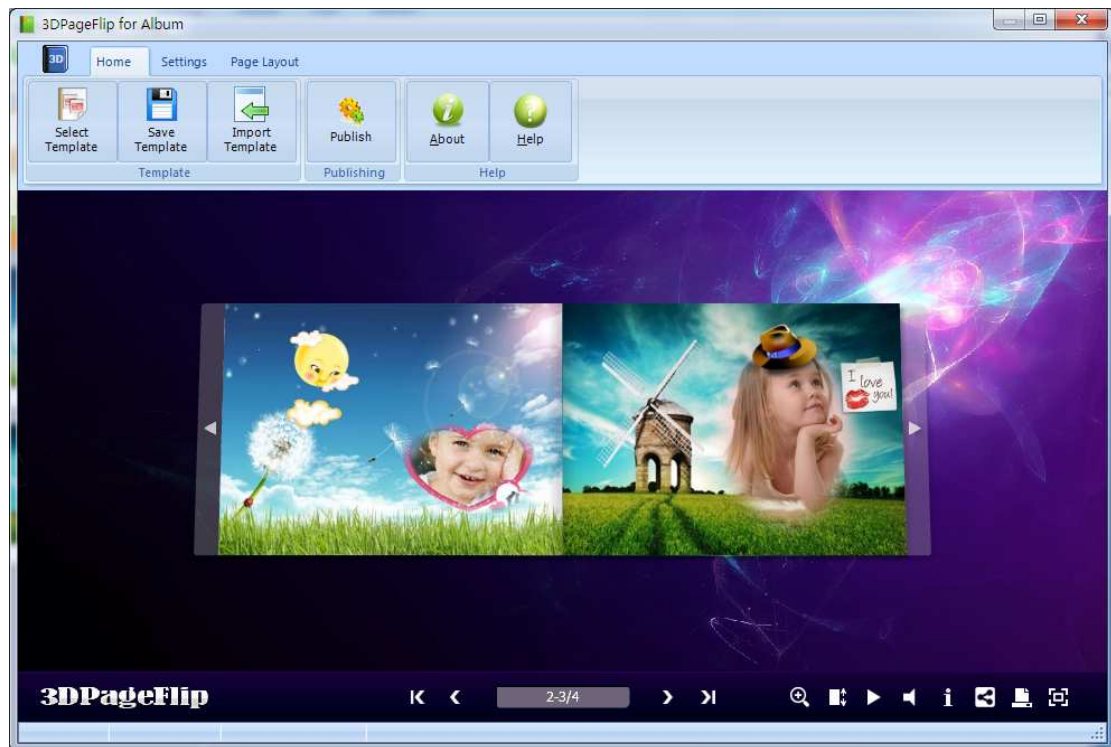 3DPageFlip for Album
3D
Home Settings Page Layout
Select Template
Save Template
Import Template
Publish
About
Help
Template Publishing Help
I love you!
3DPageFlip
2-3/4